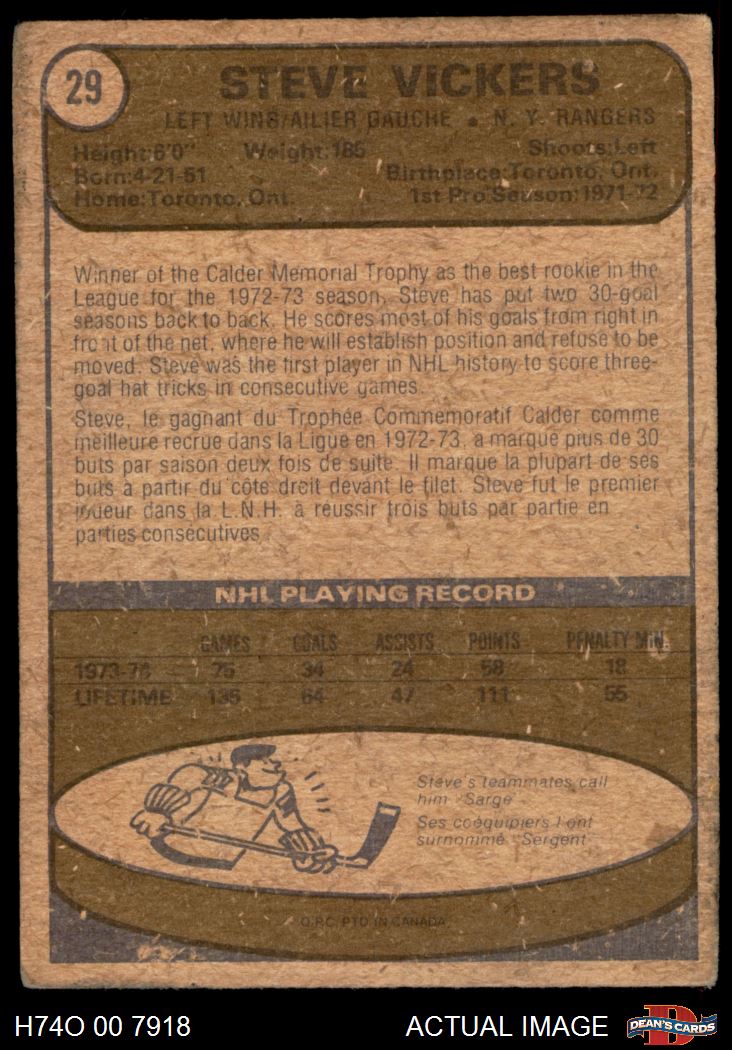 29
STEVE VICKERS
LEFT WING/AILIER GAUCHE • N. Y. RANGERS
Height:6'0" Weight:185 Shoots:Left
Born:4-21-51 Birthplace:Toronto, Ont.
Home:Toronto, Ont. 1st Pro Season:1971-72
Winner of the Calder Memorial Trophy as the best rookie in the
League for the 1972-73 season, Steve has put two 30-goal
seasons back to back. He scores most of his goals from right in
front of the net, where he will establish position and refuse to be
moved. Steve was the first player in NHL history to score three-
goal hat tricks in consecutive games.
Steve, le gagnant du Trophée Commemoratif Calder comme
meilleure recrue dans la Ligue en 1972-73, a marqué plus de 30
buts par saison deux fois de suite. Il marque la plupart de ses
buts à partir du côte droit devant le filet. Steve fut le premier
joueur dans la L.N.H. à réussir trois buts par partie en
parties consecutives.
NHL PLAYING RECORD
GAMES GOALS ASSISTS POINTS PENALTY MIN.
1973-74 75 34 24 58 18
LIFETIME 135 64 47 111 55
Steve's teammates call
him "Sarge"
Ses coéquipiers l'ont
surnommé "Sergent"
O.P.C. PTD IN CANADA
H74O 00 7918
ACTUAL IMAGE
D
DEAN'S CARDS